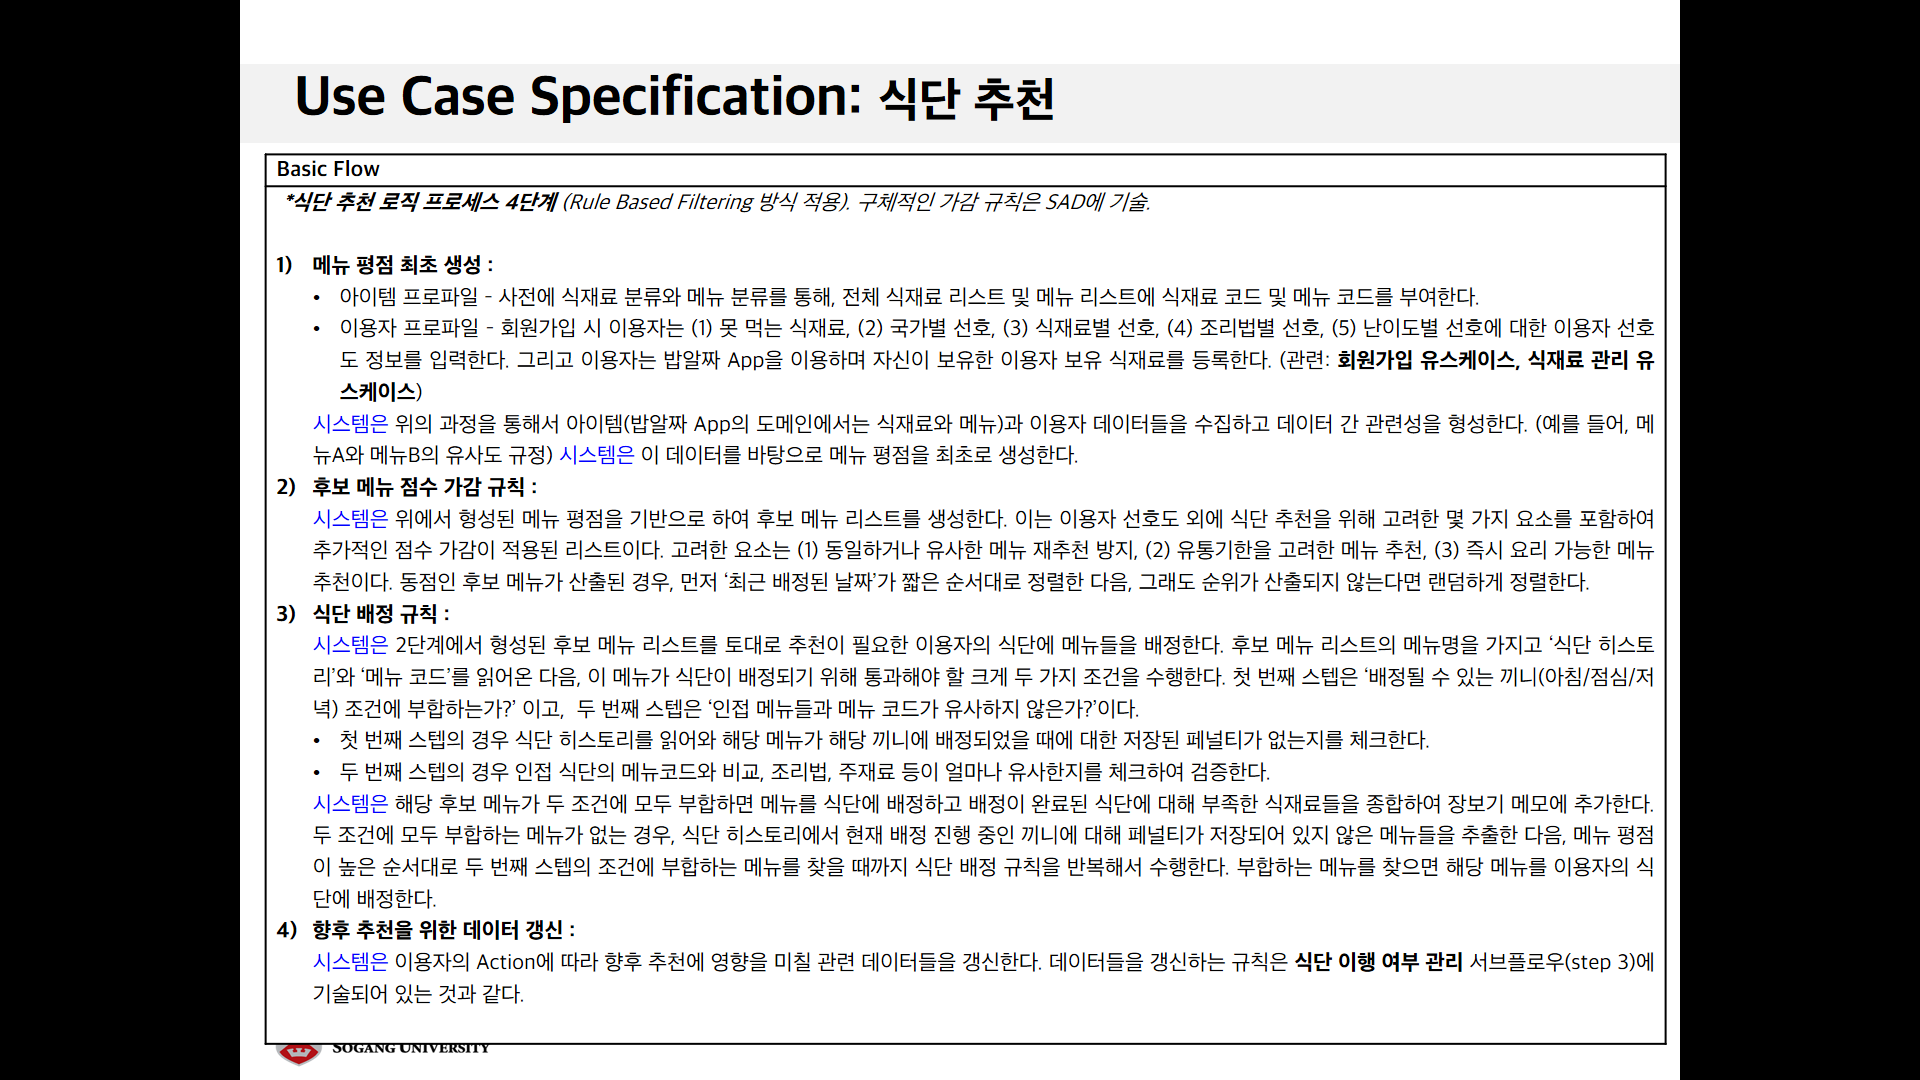 Use Case Specification: 식단 추천
Basic Flow
*식단 추천 로직 프로세스 4단계 (Rule Based Filtering 방식 적용). 구체적인 가감 규칙은 SAD에 기술.
1) 메뉴 평점 최초 생성 :
• 아이템 프로파일 - 사전에 식재료 분류와 메뉴 분류를 통해, 전체 식재료 리스트 및 메뉴 리스트에 식재료 코드 및 메뉴 코드를 부여한다.
• 이용자 프로파일 - 회원가입 시 이용자는 (1) 못 먹는 식재료, (2) 국가별 선호, (3) 식재료별 선호, (4) 조리법별 선호, (5) 난이도별 선호에 대한 이용자 선호
도 정보를 입력한다. 그리고 이용자는 밥알짜 App을 이용하며 자신이 보유한 이용자 보유 식재료를 등록한다. (관련: 회원가입 유스케이스, 식재료 관리 유
스케이스)
시스템은 위의 과정을 통해서 아이템(밥알짜 App의 도메인에서는 식재료와 메뉴)과 이용자 데이터들을 수집하고 데이터 간 관련성을 형성한다. (예를 들어, 메
뉴A와 메뉴B의 유사도 규정) 시스템은 이 데이터를 바탕으로 메뉴 평점을 최초로 생성한다.
2) 후보 메뉴 점수 가감 규칙 :
시스템은 위에서 형성된 메뉴 평점을 기반으로 하여 후보 메뉴 리스트를 생성한다. 이는 이용자 선호도 외에 식단 추천을 위해 고려한 몇 가지 요소를 포함하여
추가적인 점수 가감이 적용된 리스트이다. 고려한 요소는 (1) 동일하거나 유사한 메뉴 재추천 방지, (2) 유통기한을 고려한 메뉴 추천, (3) 즉시 요리 가능한 메뉴
추천이다. 동점인 후보 메뉴가 산출된 경우, 먼저 ‘최근 배정된 날짜’가 짧은 순서대로 정렬한 다음, 그래도 순위가 산출되지 않는다면 랜덤하게 정렬한다.
3) 식단 배정 규칙 :
시스템은 2단계에서 형성된 후보 메뉴 리스트를 토대로 추천이 필요한 이용자의 식단에 메뉴들을 배정한다. 후보 메뉴 리스트의 메뉴명을 가지고 ‘식단 히스토
리’와 ‘메뉴 코드’를 읽어온 다음, 이 메뉴가 식단이 배정되기 위해 통과해야 할 크게 두 가지 조건을 수행한다. 첫 번째 스텝은 ‘배정될 수 있는 끼니(아침/점심/저
녁) 조건에 부합하는가?’ 이고, 두 번째 스텝은 ‘인접 메뉴들과 메뉴 코드가 유사하지 않은가?’이다.
• 첫 번째 스텝의 경우 식단 히스토리를 읽어와 해당 메뉴가 해당 끼니에 배정되었을 때에 대한 저장된 페널티가 없는지를 체크한다.
• 두 번째 스텝의 경우 인접 식단의 메뉴코드와 비교, 조리법, 주재료 등이 얼마나 유사한지를 체크하여 검증한다.
시스템은 해당 후보 메뉴가 두 조건에 모두 부합하면 메뉴를 식단에 배정하고 배정이 완료된 식단에 대해 부족한 식재료들을 종합하여 장보기 메모에 추가한다.
두 조건에 모두 부합하는 메뉴가 없는 경우, 식단 히스토리에서 현재 배정 진행 중인 끼니에 대해 페널티가 저장되어 있지 않은 메뉴들을 추출한 다음, 메뉴 평점
이 높은 순서대로 두 번째 스텝의 조건에 부합하는 메뉴를 찾을 때까지 식단 배정 규칙을 반복해서 수행한다. 부합하는 메뉴를 찾으면 해당 메뉴를 이용자의 식
단에 배정한다.
4) 향후 추천을 위한 데이터 갱신 :
시스템은 이용자의 Action에 따라 향후 추천에 영향을 미칠 관련 데이터들을 갱신한다. 데이터들을 갱신하는 규칙은 식단 이행 여부 관리 서브플로우(step 3)에
기술되어 있는 것과 같다.
SOGANG UNIVERSITY